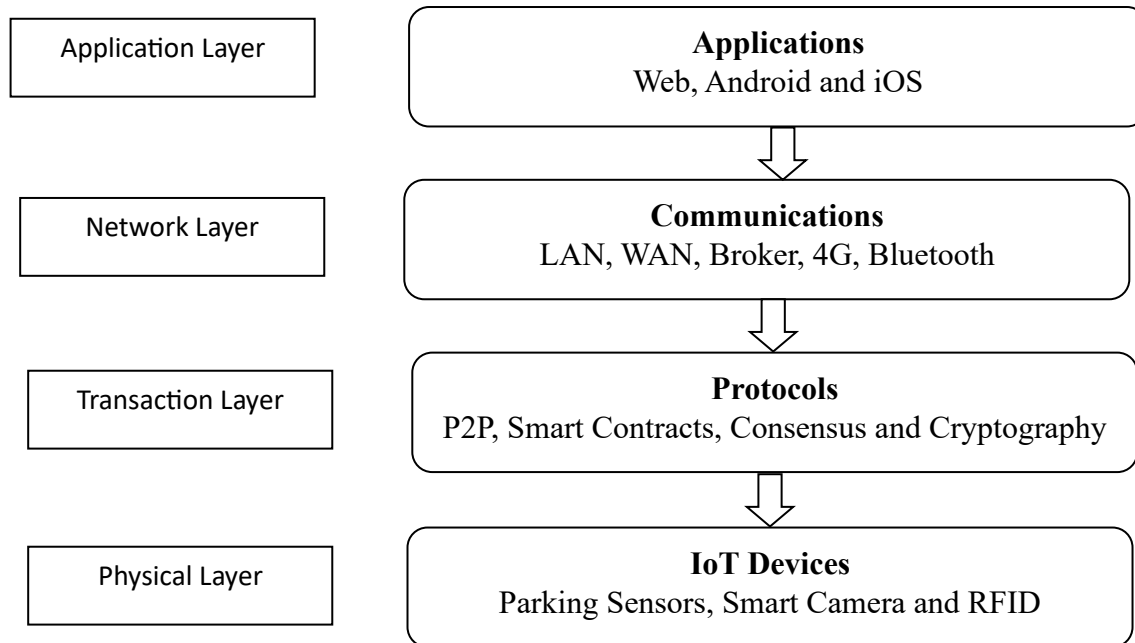 Application Layer
Applications
Web, Android and iOS
Network Layer
Communications
LAN, WAN, Broker, 4G, Bluetooth
Transaction Layer
Protocols
P2P, Smart Contracts, Consensus and Cryptography
Physical Layer
IoT Devices
Parking Sensors, Smart Camera and RFID